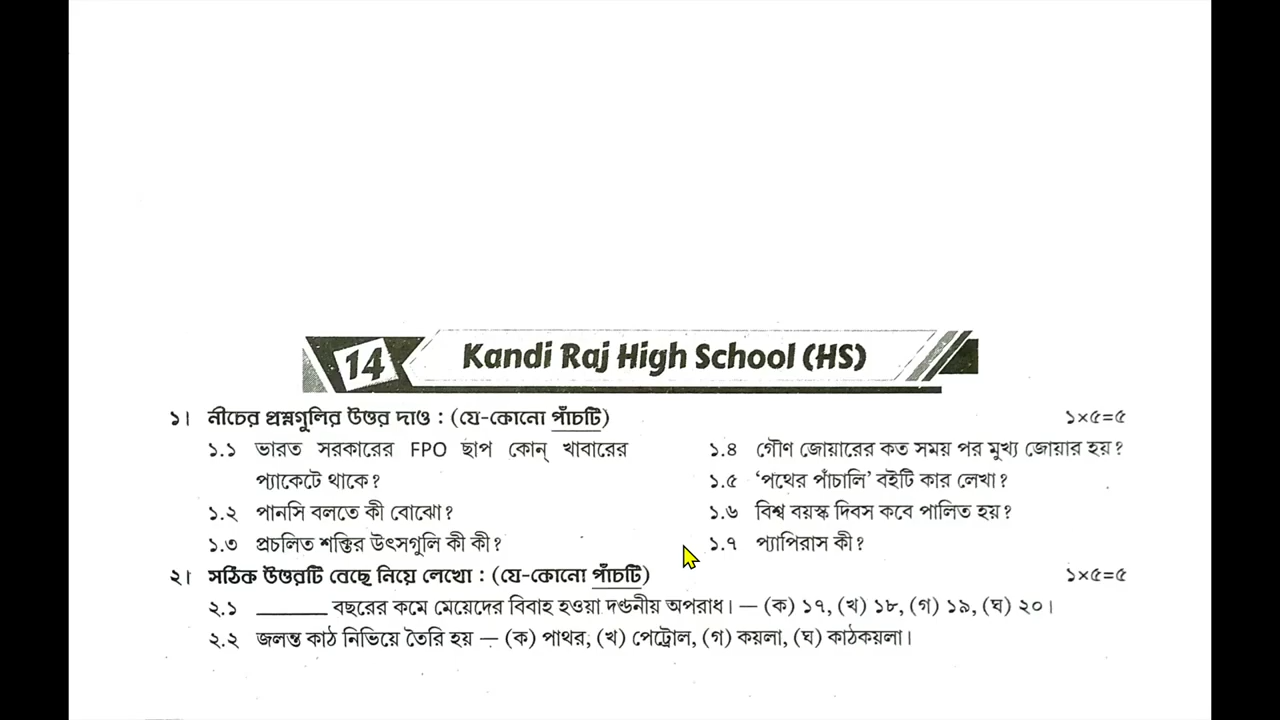 14 Kandi Raj High School (HS)
১। নীচের প্রশ্নগুলির উত্তর দাও : (যে-কোনো পাঁচটি) ১×৫=৫
১.১ ভারত সরকারের FPO ছাপ কোন্ খাবারের
প্যাকেটে থাকে?
১.২ পানসি বলতে কী বোঝো?
১.৩ প্রচলিত শক্তির উৎসগুলি কী কী?
১.৪ গৌণ জোয়ারের কত সময় পর মুখ্য জোয়ার হয়?
১.৫ ‘পথের পাঁচালি’ বইটি কার লেখা?
১.৬ বিশ্ব বয়স্ক দিবস কবে পালিত হয়?
১.৭ প্যাপিরাস কী?
২। সঠিক উত্তরটি বেছে নিয়ে লেখো : (যে-কোনো পাঁচটি) ১×৫=৫
২.১ ______ বছরের কমে মেয়েদের বিবাহ হওয়া দণ্ডনীয় অপরাধ। — (ক) ১৭, (খ) ১৮, (গ) ১৯, (ঘ) ২০।
২.২ জলন্ত কাঠ নিভিয়ে তৈরি হয় — (ক) পাথর, (খ) পেট্রোল, (গ) কয়লা, (ঘ) কাঠকয়লা।